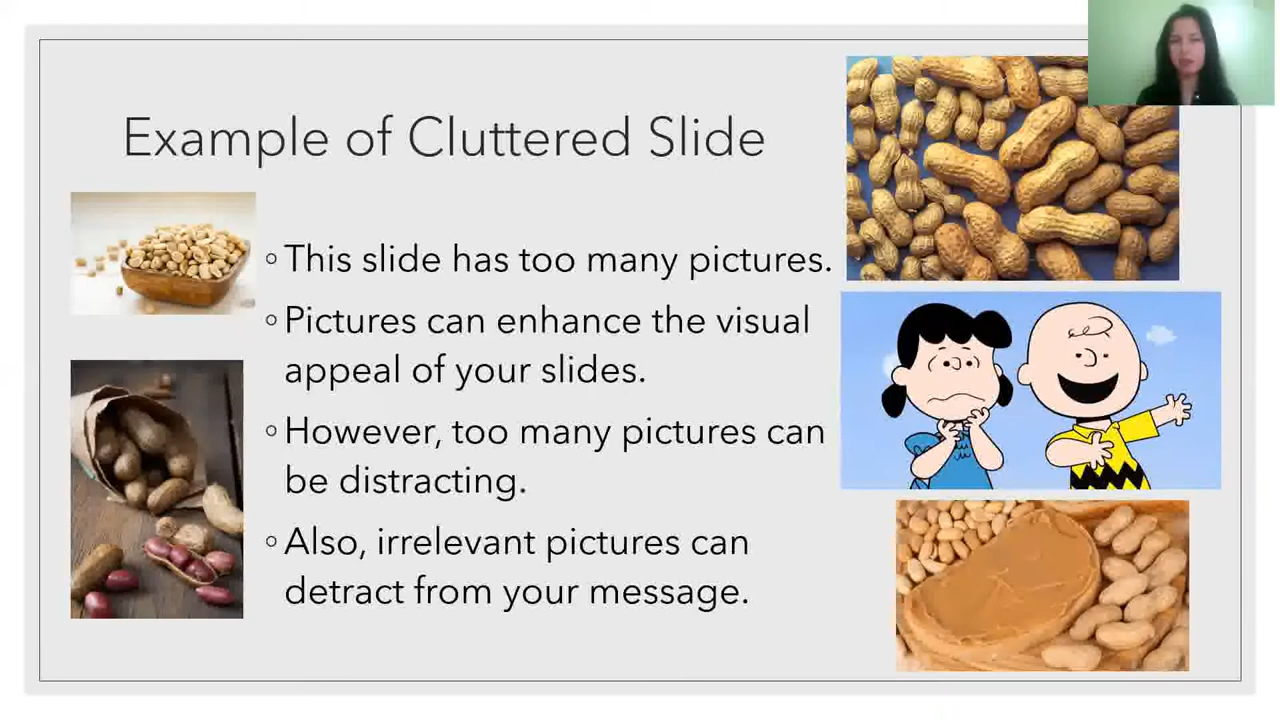 Example of Cluttered Slide
◦ This slide has too many pictures.
◦ Pictures can enhance the visual
appeal of your slides.
◦ However, too many pictures can
be distracting.
◦ Also, irrelevant pictures can
detract from your message.